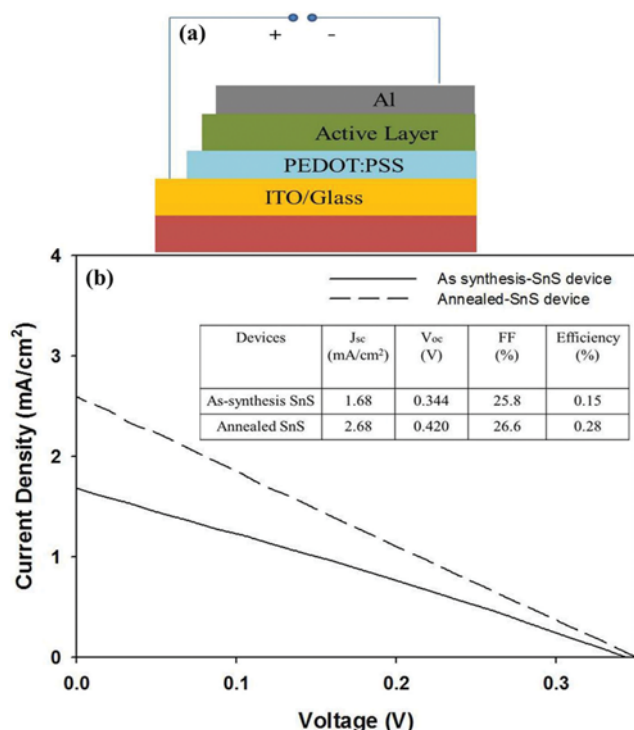 (a)
+ -
Al
Active Layer
PEDOT:PSS
ITO/Glass
(b)
As synthesis-SnS device
Annealed-SnS device
Devices Jsc (mA/cm²) Voc (V) FF (%) Efficiency (%)
As-synthesis SnS 1.68 0.344 25.8 0.15
Annealed SnS 2.68 0.420 26.6 0.28
Current Density (mA/cm²)
4
3
2
1
0
0.0 0.1 0.2 0.3
Voltage (V)